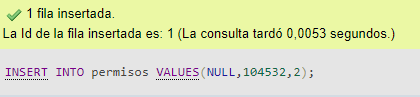 1 fila insertada.
La Id de la fila insertada es: 1 (La consulta tardó 0,0053 segundos.)
INSERT INTO permisos VALUES(NULL,104532,2);